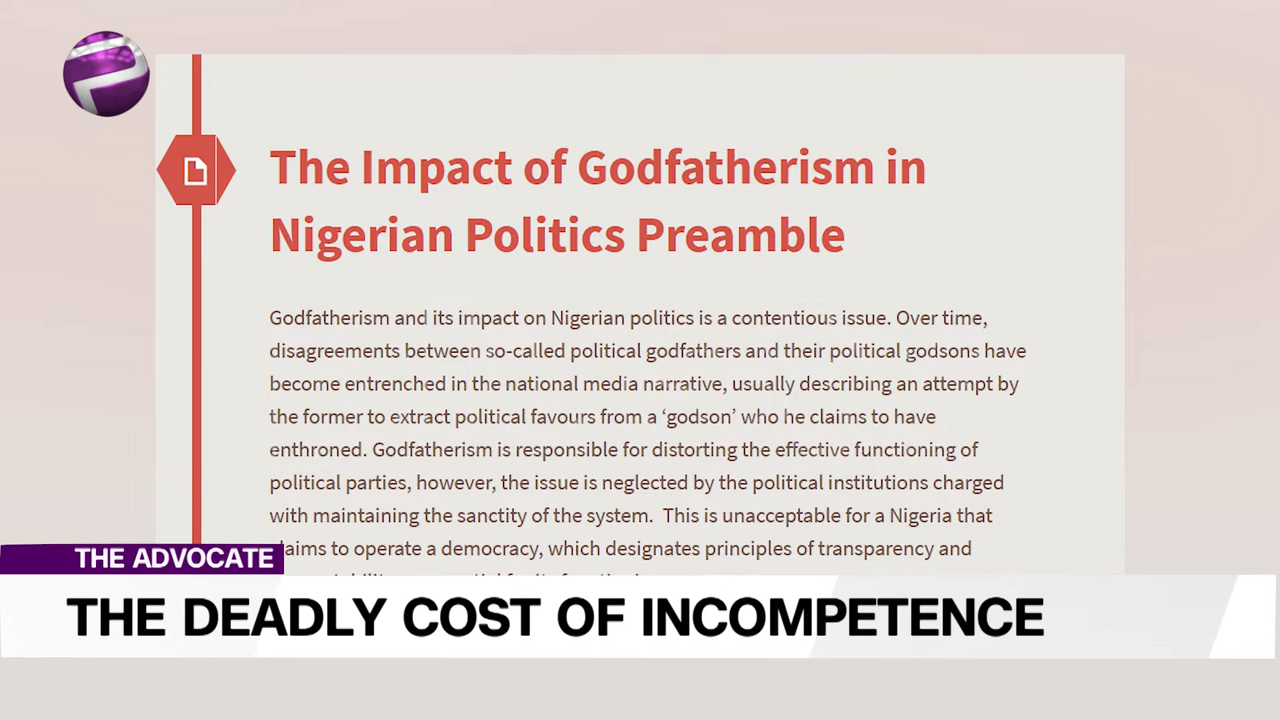 The Impact of Godfatherism in
Nigerian Politics Preamble
Godfatherism and its impact on Nigerian politics is a contentious issue. Over time,
disagreements between so-called political godfathers and their political godsons have
become entrenched in the national media narrative, usually describing an attempt by
the former to extract political favours from a ‘godson’ who he claims to have
enthroned. Godfatherism is responsible for distorting the effective functioning of
political parties, however, the issue is neglected by the political institutions charged
with maintaining the sanctity of the system. This is unacceptable for a Nigeria that
to operate a democracy, which designates principles of transparency and
THE ADVOCATE
THE DEADLY COST OF INCOMPETENCE